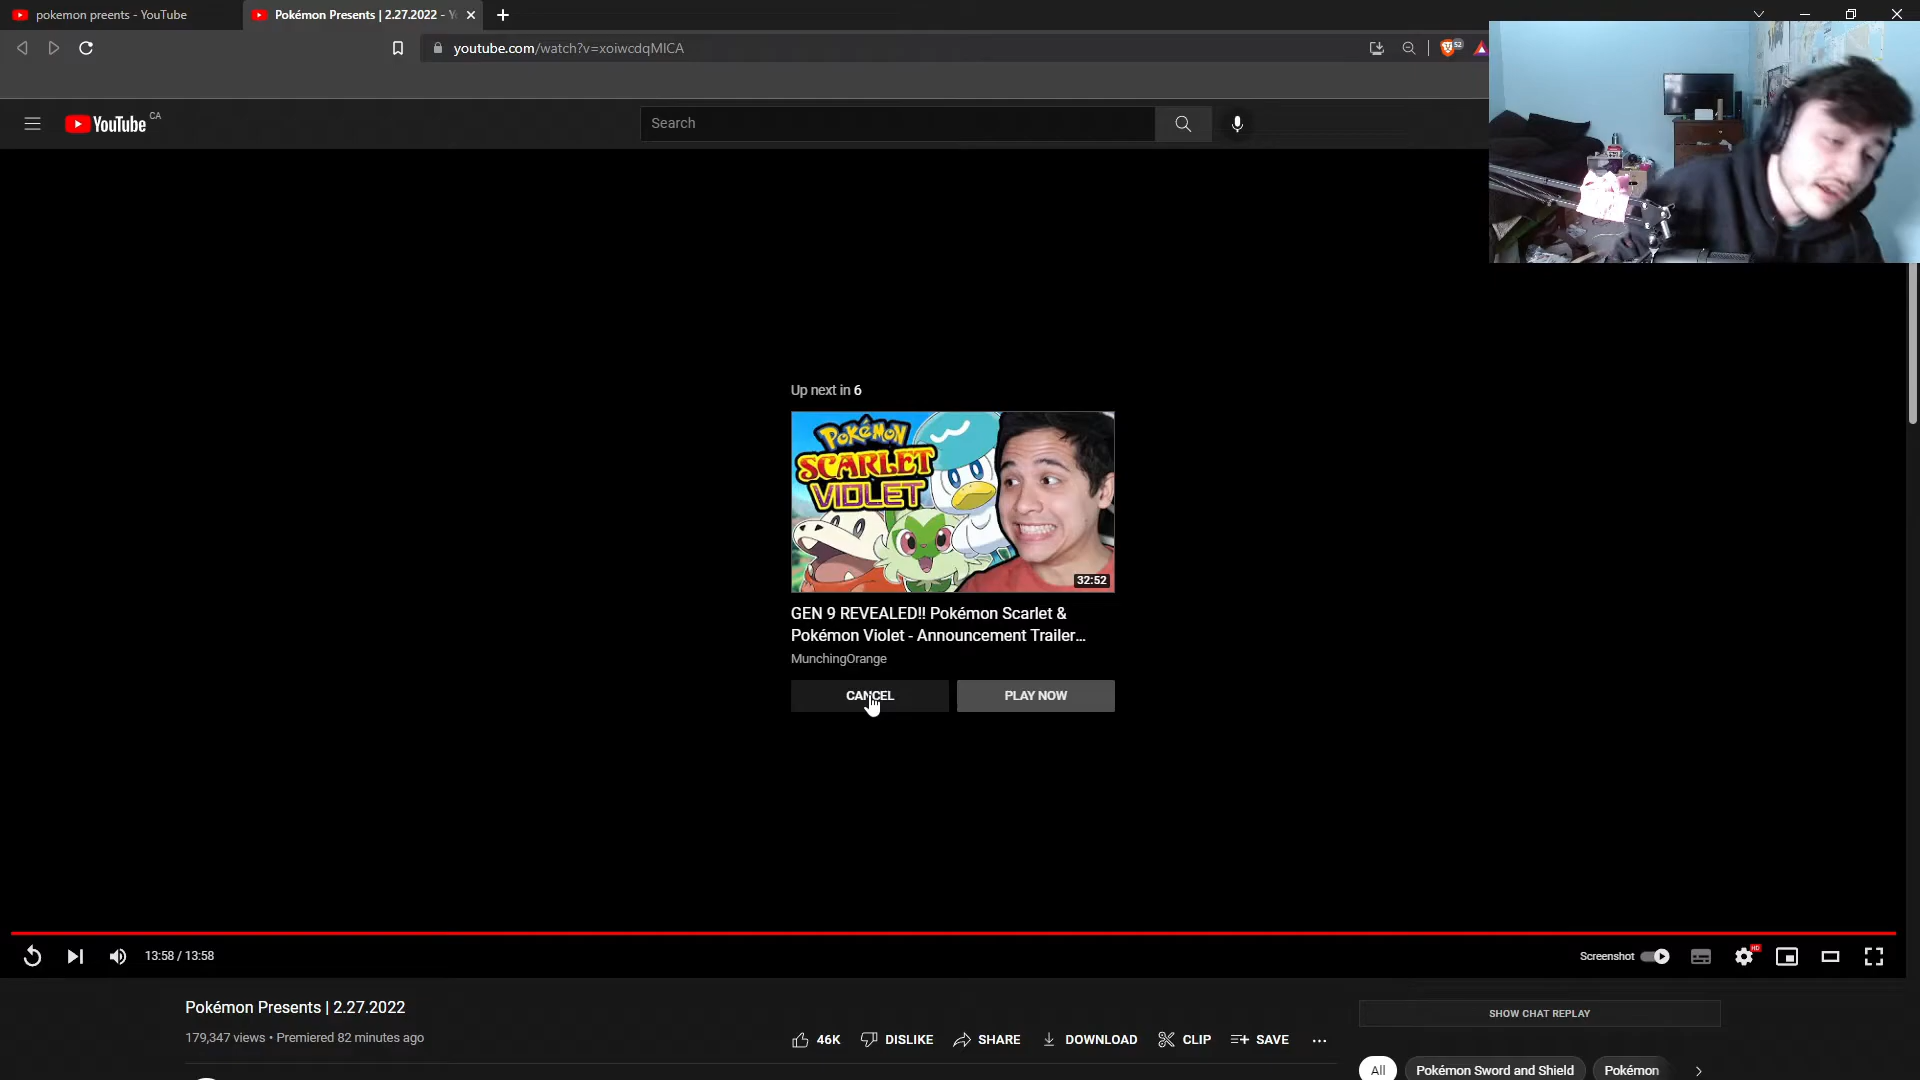 pokemon preents - YouTube
Pokémon Presents | 2.27.2022 -
youtube.com/watch?v=xoiwcdqMICA
52
YouTube CA
Search
Up next in 6
POKÉMON
SCARLET
VIOLET
32:52
GEN 9 REVEALED!! Pokémon Scarlet &
Pokémon Violet - Announcement Trailer...
MunchingOrange
CANCEL
PLAY NOW
13:58 / 13:58
Screenshot
HD
Pokémon Presents | 2.27.2022
179,347 views • Premiered 82 minutes ago
46K
DISLIKE
SHARE
DOWNLOAD
CLIP
SAVE
SHOW CHAT REPLAY
All
Pokémon Sword and Shield
Pokémon